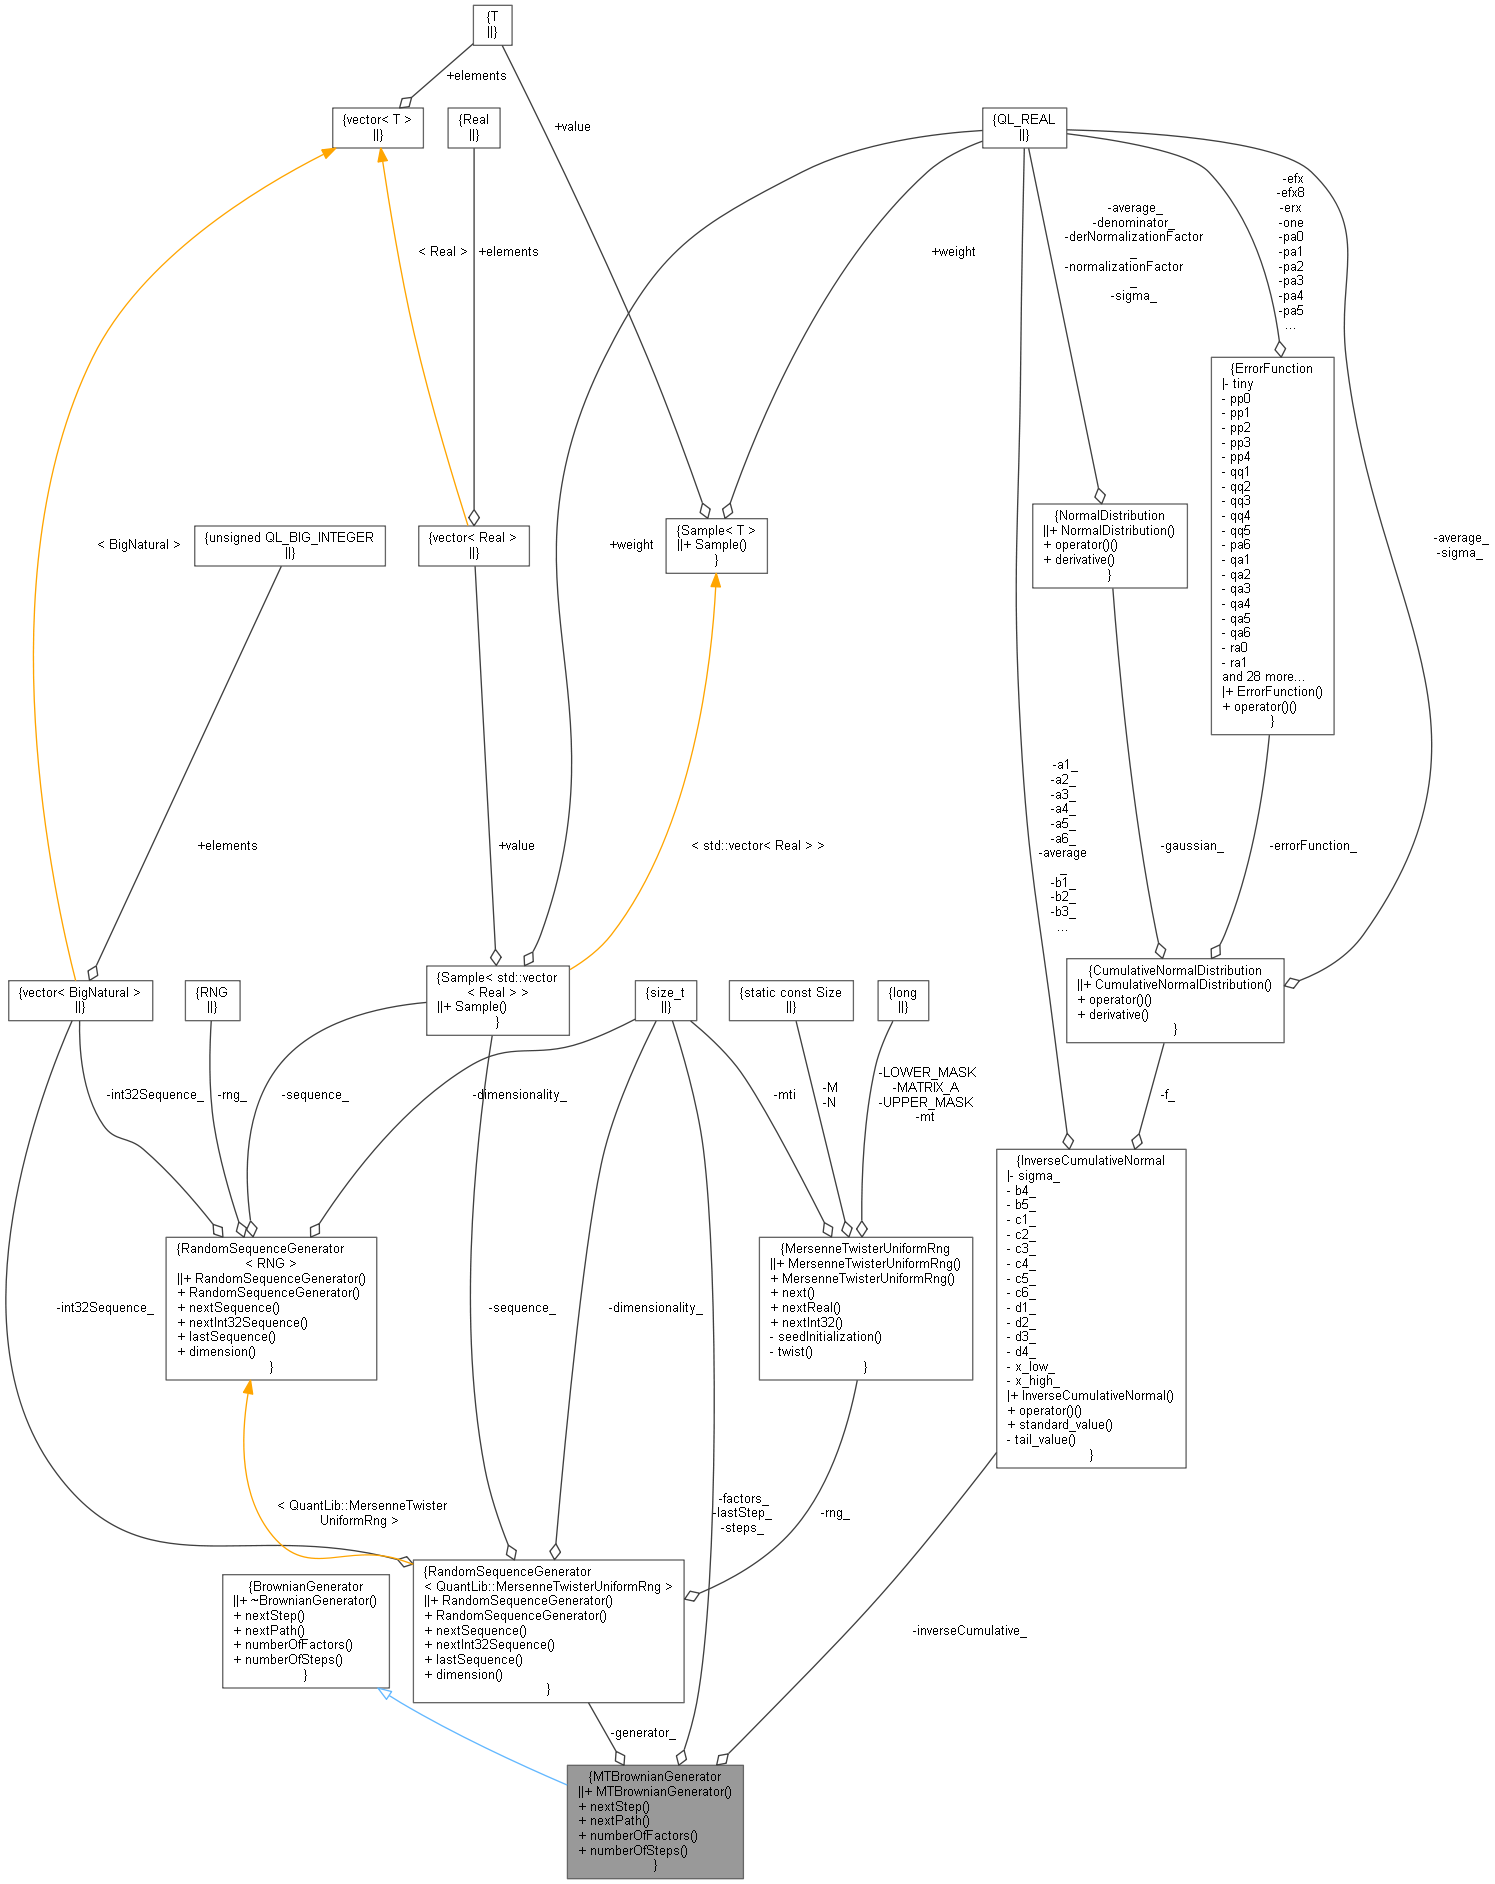 {T
||}
+elements
{vector< T >
||}
{Real
||}
+value
{QL_REAL
||}
-efx
-efx8
-erx
-one
-pa0
-pa1
-pa2
-pa3
-pa4
-pa5
...
-average_
-denominator_
-derNormalizationFactor
_
-normalizationFactor
_
-sigma_
< Real >
+elements
+weight
{ErrorFunction
|- tiny
- pp0
- pp1
- pp2
- pp3
- pp4
- qq1
- qq2
- qq3
- qq4
- qq5
- pa6
- qa1
- qa2
- qa3
- qa4
- qa5
- qa6
- ra0
- ra1
and 28 more...
|+ ErrorFunction()
+ operator()()
}
{NormalDistribution
||+ NormalDistribution()
+ operator()()
+ derivative()
}
< BigNatural >
{unsigned QL_BIG_INTEGER
||}
{vector< Real >
||}
+weight
{Sample< T >
||+ Sample()
}
-average_
-sigma_
-a1_
-a2_
-a3_
-a4_
-a5_
-a6_
-average
_
-b1_
-b2_
-b3_
...
+elements
+value
< std::vector< Real > >
-gaussian_
-errorFunction_
{vector< BigNatural >
||}
{RNG
||}
{Sample< std::vector
< Real > >
||+ Sample()
}
{size_t
||}
{static const Size
||}
{long
||}
{CumulativeNormalDistribution
||+ CumulativeNormalDistribution()
+ operator()()
+ derivative()
}
-int32Sequence_
-rng_
-sequence_
-dimensionality_
-mti
-M
-N
-LOWER_MASK
-MATRIX_A
-UPPER_MASK
-mt
-f_
{RandomSequenceGenerator
< RNG >
||+ RandomSequenceGenerator()
+ RandomSequenceGenerator()
+ nextSequence()
+ nextInt32Sequence()
+ lastSequence()
+ dimension()
}
{MersenneTwisterUniformRng
||+ MersenneTwisterUniformRng()
+ MersenneTwisterUniformRng()
+ next()
+ nextReal()
+ nextInt32()
- seedInitialization()
- twist()
}
{InverseCumulativeNormal
|- sigma_
- b4_
- b5_
- c1_
- c2_
- c3_
- c4_
- c5_
- c6_
- d1_
- d2_
- d3_
- d4_
- x_low_
- x_high_
|+ InverseCumulativeNormal()
+ operator()()
+ standard_value()
- tail_value()
}
-int32Sequence_
-sequence_
-dimensionality_
< QuantLib::MersenneTwister
UniformRng >
-factors_
-lastStep_
-steps_
-rng_
{BrownianGenerator
||+ ~BrownianGenerator()
+ nextStep()
+ nextPath()
+ numberOfFactors()
+ numberOfSteps()
}
{RandomSequenceGenerator
< QuantLib::MersenneTwisterUniformRng >
||+ RandomSequenceGenerator()
+ RandomSequenceGenerator()
+ nextSequence()
+ nextInt32Sequence()
+ lastSequence()
+ dimension()
}
-inverseCumulative_
-generator_
{MTBrownianGenerator
||+ MTBrownianGenerator()
+ nextStep()
+ nextPath()
+ numberOfFactors()
+ numberOfSteps()
}